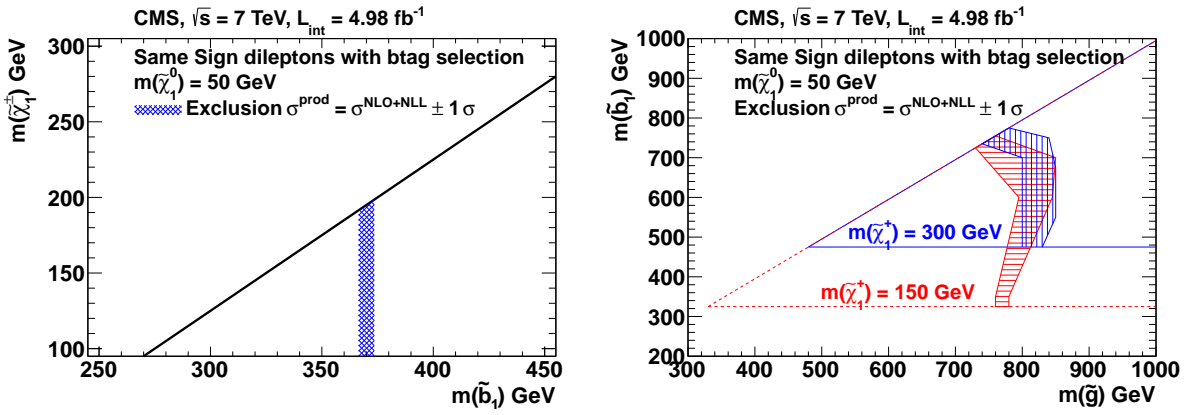 CMS, √s = 7 TeV, L_int = 4.98 fb⁻¹
Same Sign dileptons with btag selection
m(χ̃₁⁰) = 50 GeV
Exclusion σ^prod = σ^NLO+NLL ± 1 σ
m(χ̃₁^±) GeV
300
250
200
150
100
250 300 350 400 450
m(b̃₁) GeV
CMS, √s = 7 TeV, L_int = 4.98 fb⁻¹
Same Sign dileptons with btag selection
m(χ̃₁⁰) = 50 GeV
Exclusion σ^prod = σ^NLO+NLL ± 1 σ
m(b̃₁) GeV
1000
900
800
700
600
500
400
300
200
m(χ̃₁⁺) = 300 GeV
m(χ̃₁⁺) = 150 GeV
300 400 500 600 700 800 900 1000
m(g̃) GeV